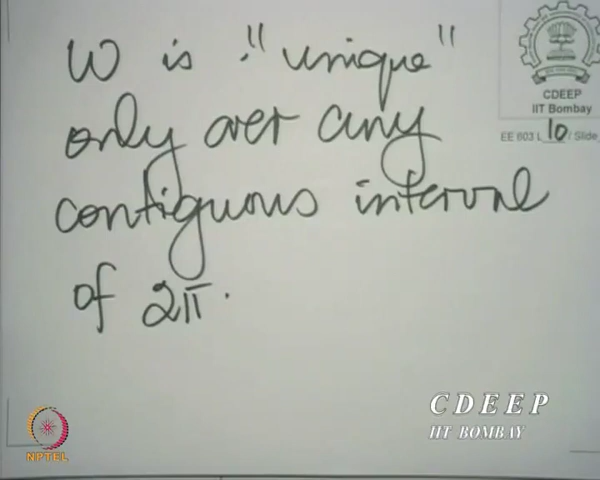 ω is "unique"
only over any
contiguous interval
of 2π.
CDEEP
IIT Bombay
EE 603 L 10 / Slide
NPTEL
CDEEP
IIT BOMBAY